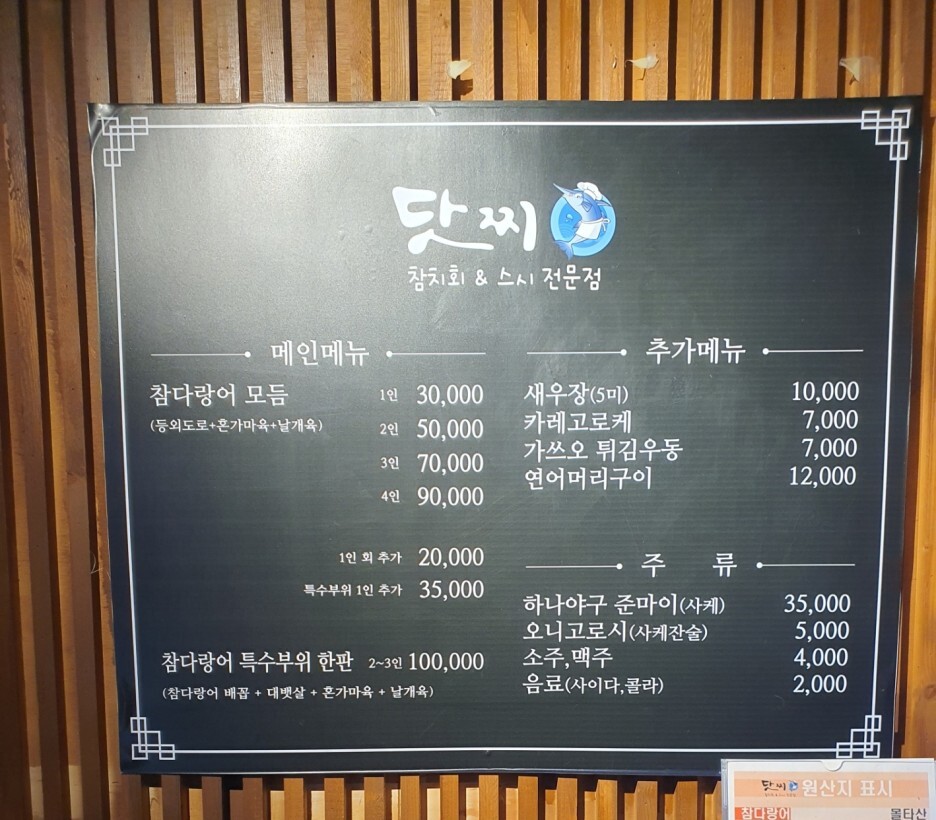 닷찌
참치회 & 스시 전문점
메인메뉴
참다랑어 모듬 1인 30,000
(등외도로+혼가마육+날개육)
2인 50,000
3인 70,000
4인 90,000
1인 회 추가 20,000
특수부위 1인 추가 35,000
참다랑어 특수부위 한판 2~3인 100,000
(참다랑어 배꼽 + 대뱃살 + 혼가마육 + 날개육)
추가메뉴
새우장(5미) 10,000
카레고로케 7,000
가쓰오 튀김우동 7,000
연어머리구이 12,000
주 류
하나야구 준마이(사케) 35,000
오니고로시(사케잔술) 5,000
소주,맥주 4,000
음료(사이다,콜라) 2,000
닷찌 원산지 표시
참다랑어 몰타산